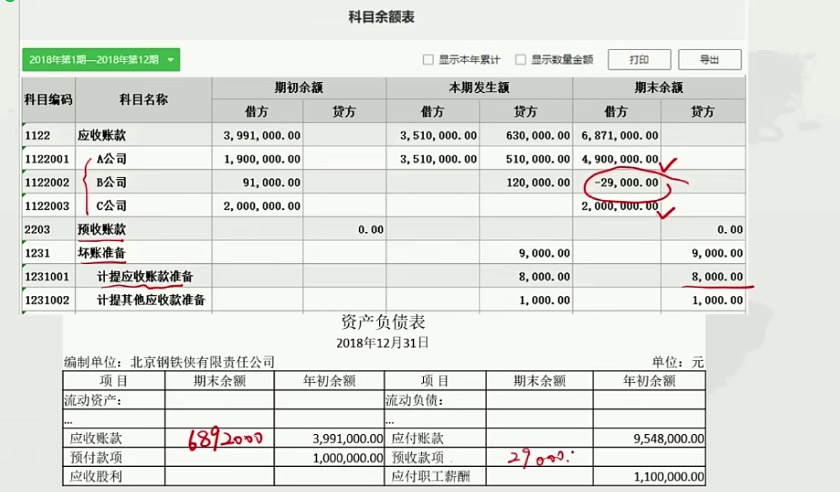 科目余额表
2018年第1期—2018年第12期 显示本年累计 显示数量金额 打印 导出
科目编码 科目名称 期初余额 本期发生额 期末余额
借方 贷方 借方 贷方 借方 贷方
1122 应收账款 3,991,000.00 3,510,000.00 630,000.00 6,871,000.00
1122001 A公司 1,900,000.00 3,510,000.00 510,000.00 4,900,000.00
1122002 B公司 91,000.00 120,000.00 -29,000.00
1122003 C公司 2,000,000.00 2,000,000.00
2203 预收账款 0.00 0.00
1231 坏账准备 9,000.00 9,000.00
1231001 计提应收账款准备 8,000.00 8,000.00
1231002 计提其他应收款准备 1,000.00 1,000.00
资产负债表
2018年12月31日
编制单位：北京钢铁侠有限责任公司 单位：元
项目 期末余额 年初余额 项目 期末余额 年初余额
流动资产： 流动负债：
... ...
应收账款 6892000 3,991,000.00 应付账款 9,548,000.00
预付款项 1,000,000.00 预收款项 29000.
应收股利 应付职工薪酬 1,100,000.00